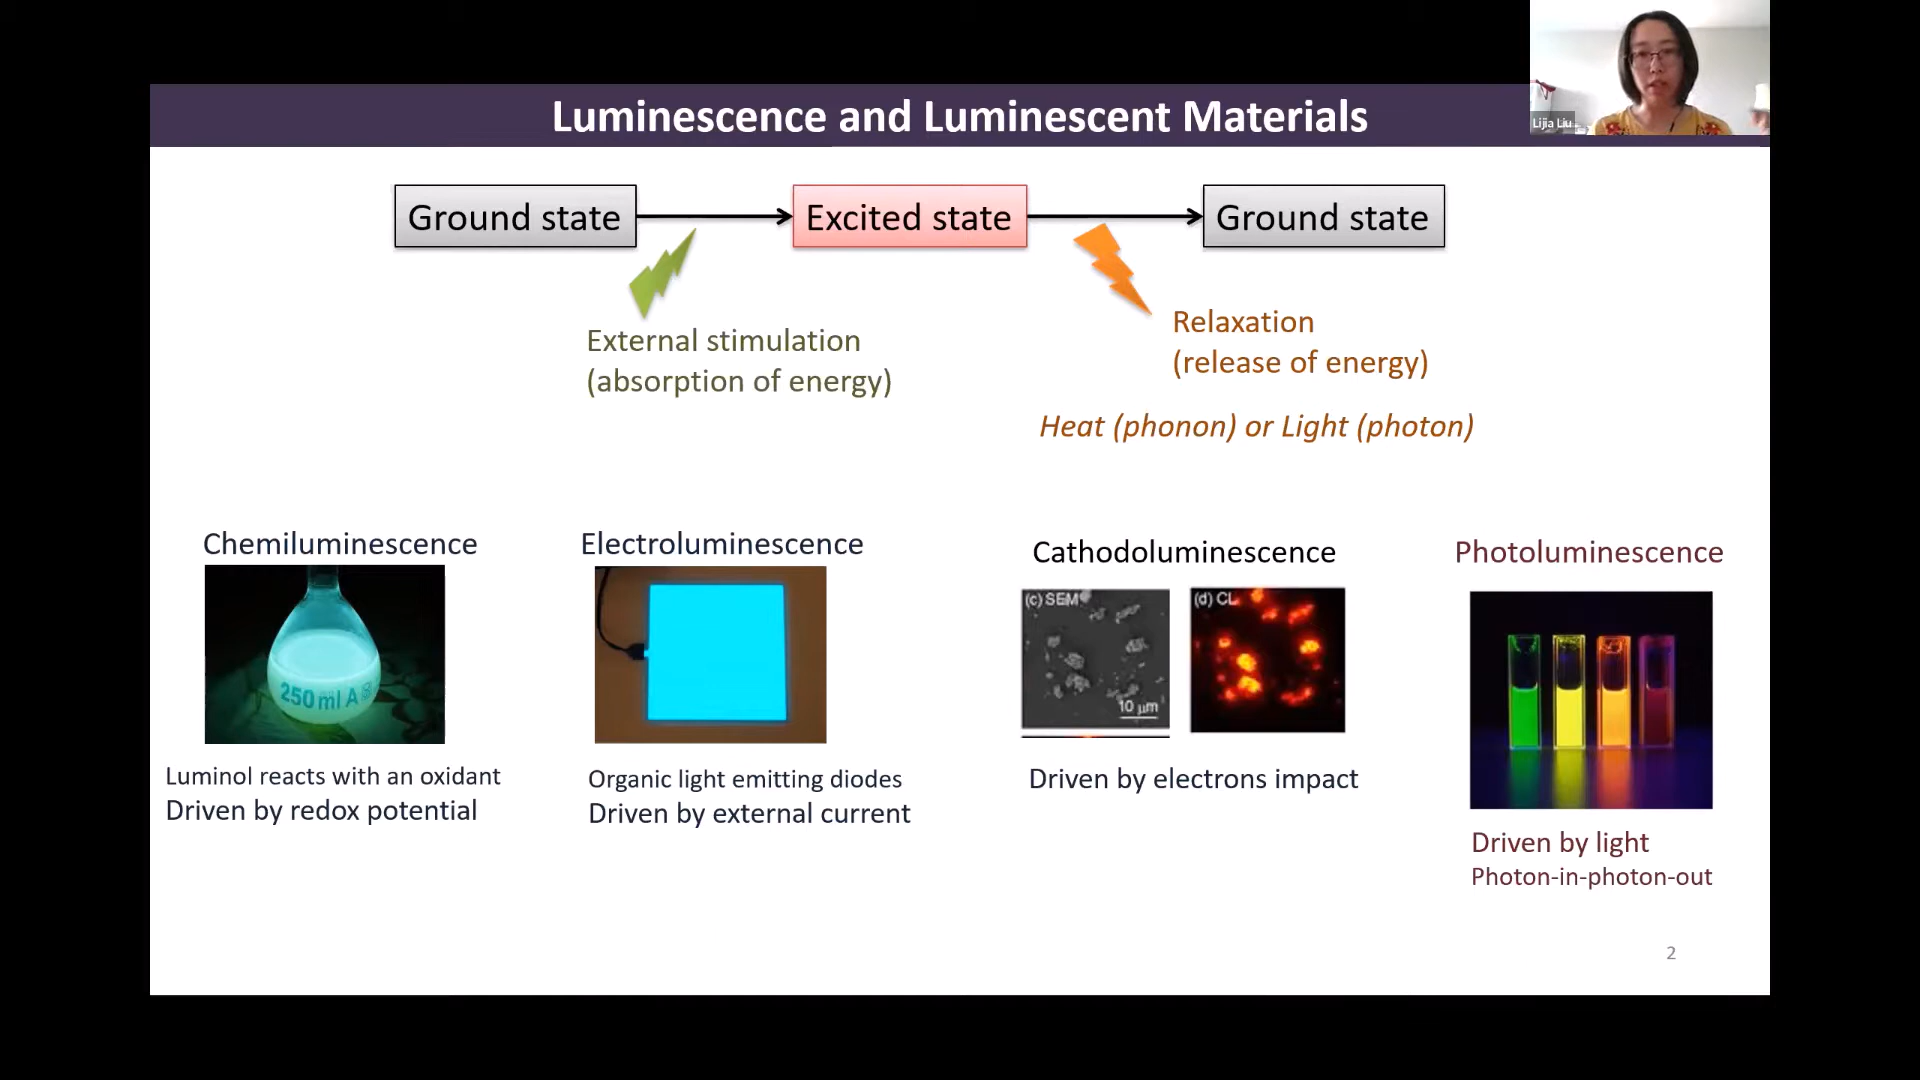 Luminescence and Luminescent Materials
Lijia Liu
Ground state
Excited state
Ground state
External stimulation
(absorption of energy)
Relaxation
(release of energy)
Heat (phonon) or Light (photon)
Chemiluminescence
250 ml A S
Luminol reacts with an oxidant
Driven by redox potential
Electroluminescence
Organic light emitting diodes
Driven by external current
Cathodoluminescence
(c) SEM
10 μm
(d) CL
Driven by electrons impact
Photoluminescence
Driven by light
Photon-in-photon-out
2